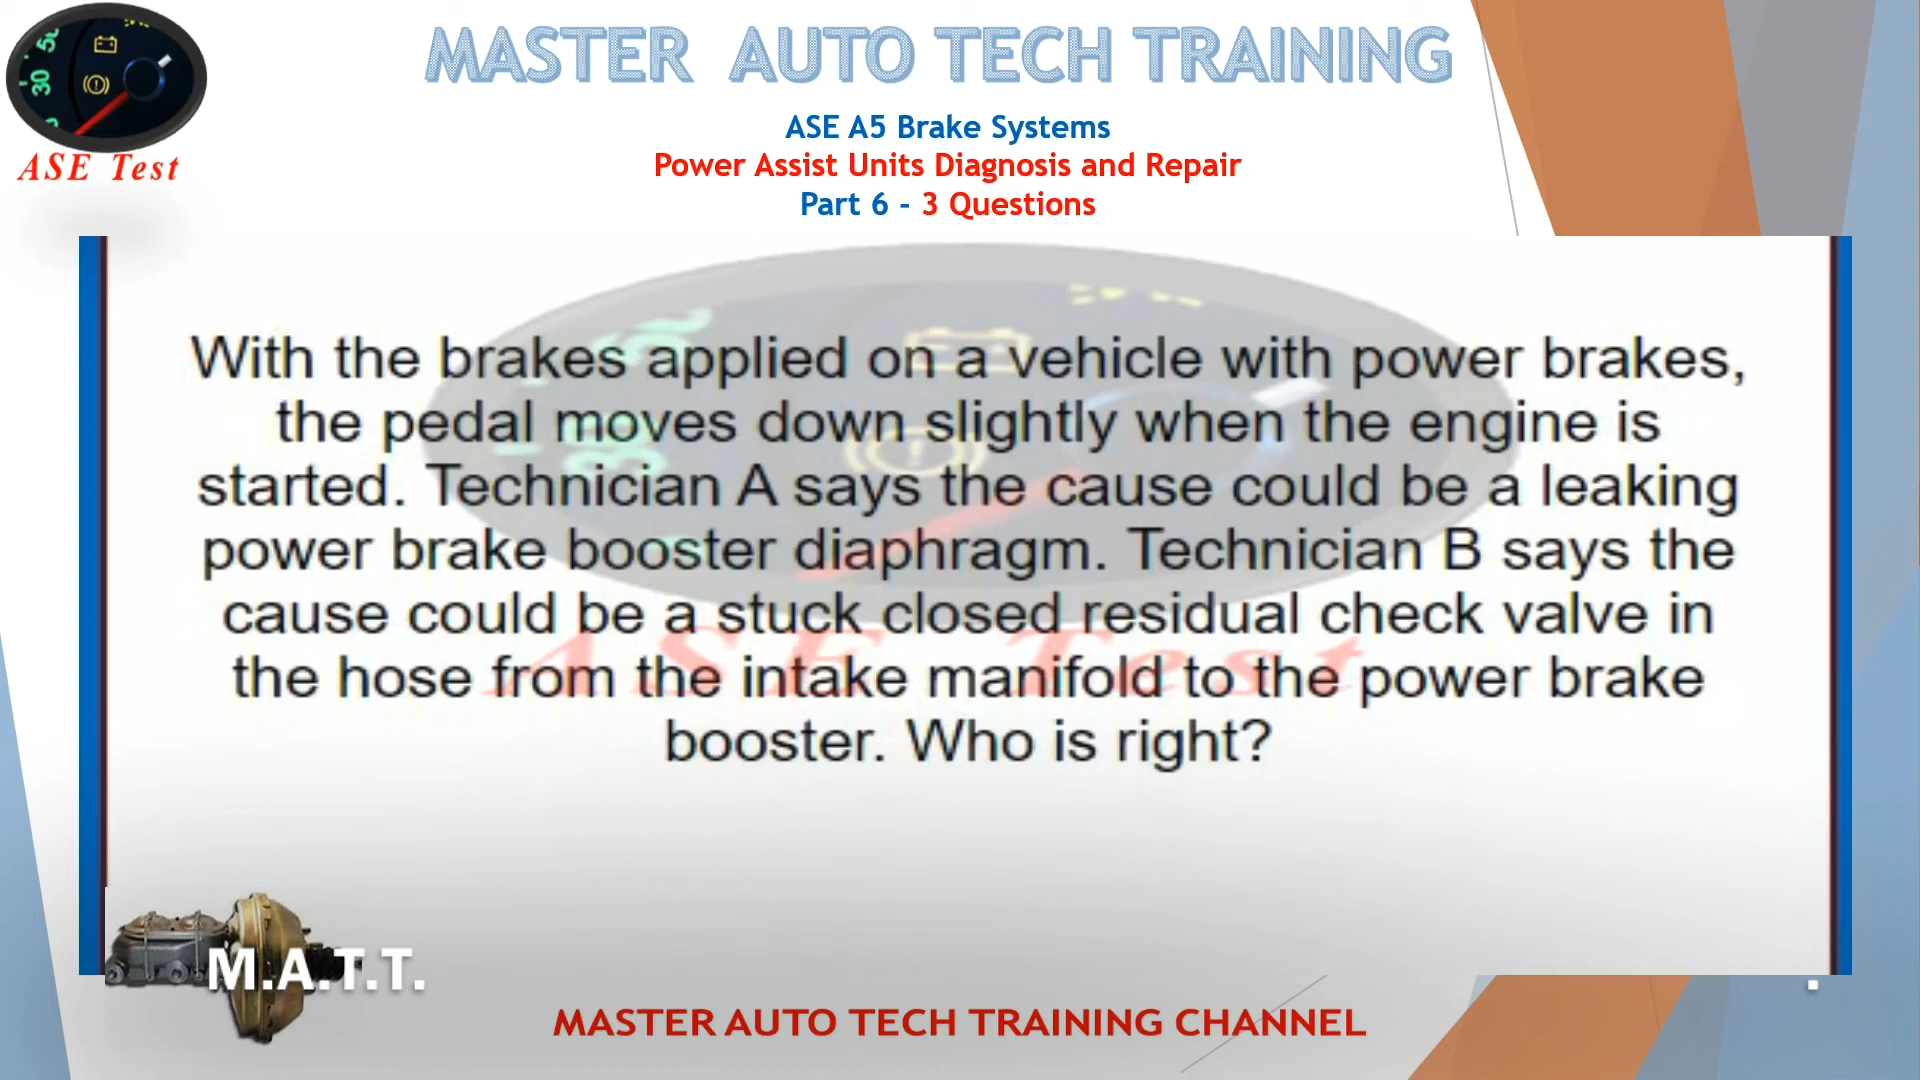 MASTER AUTO TECH TRAINING
ASE A5 Brake Systems
Power Assist Units Diagnosis and Repair
Part 6 - 3 Questions
50
30
ASE Test
With the brakes applied on a vehicle with power brakes,
the pedal moves down slightly when the engine is
started. Technician A says the cause could be a leaking
power brake booster diaphragm. Technician B says the
cause could be a stuck closed residual check valve in
the hose from the intake manifold to the power brake
booster. Who is right?
ASE Test
M.A.T.T.
MASTER AUTO TECH TRAINING CHANNEL